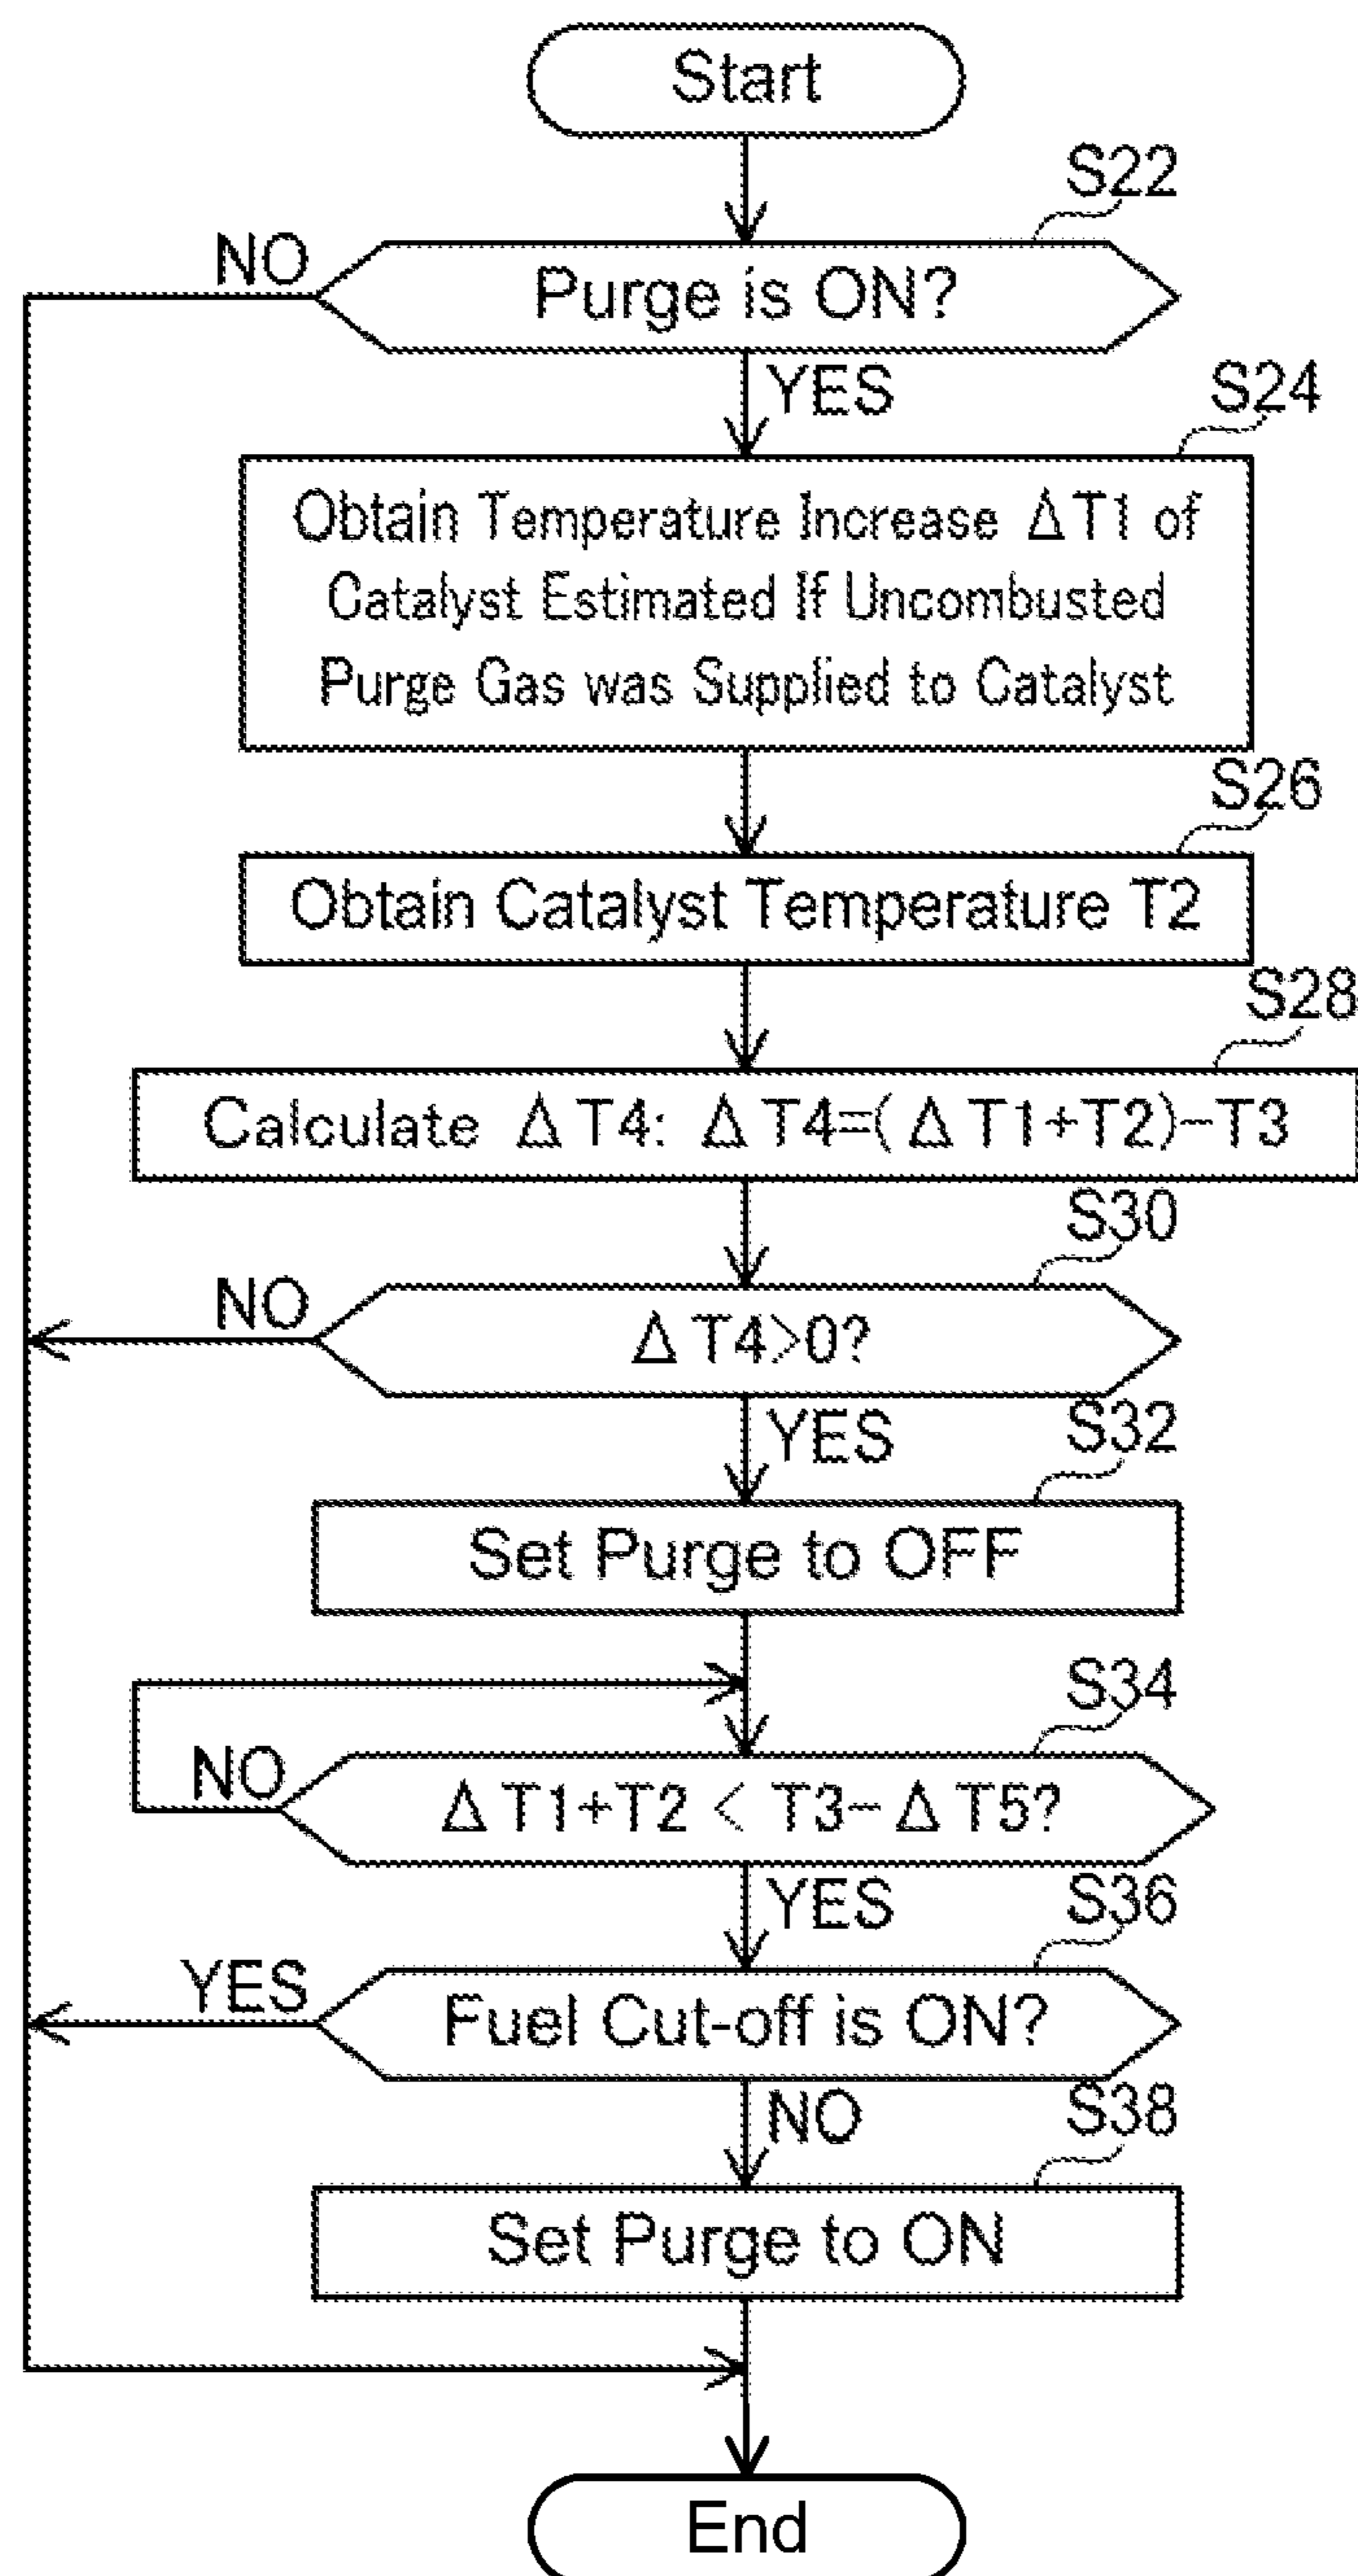 Start
S22
NO
Purge is ON?
YES
S24
Obtain Temperature Increase ΔT1 of
Catalyst Estimated If Uncombusted
Purge Gas was Supplied to Catalyst
S26
Obtain Catalyst Temperature T2
S28
Calculate ΔT4: ΔT4=(ΔT1+T2)-T3
S30
NO
ΔT4>0?
YES
S32
Set Purge to OFF
S34
NO
ΔT1+T2 < T3-ΔT5?
YES
S36
YES
Fuel Cut-off is ON?
NO
S38
Set Purge to ON
End